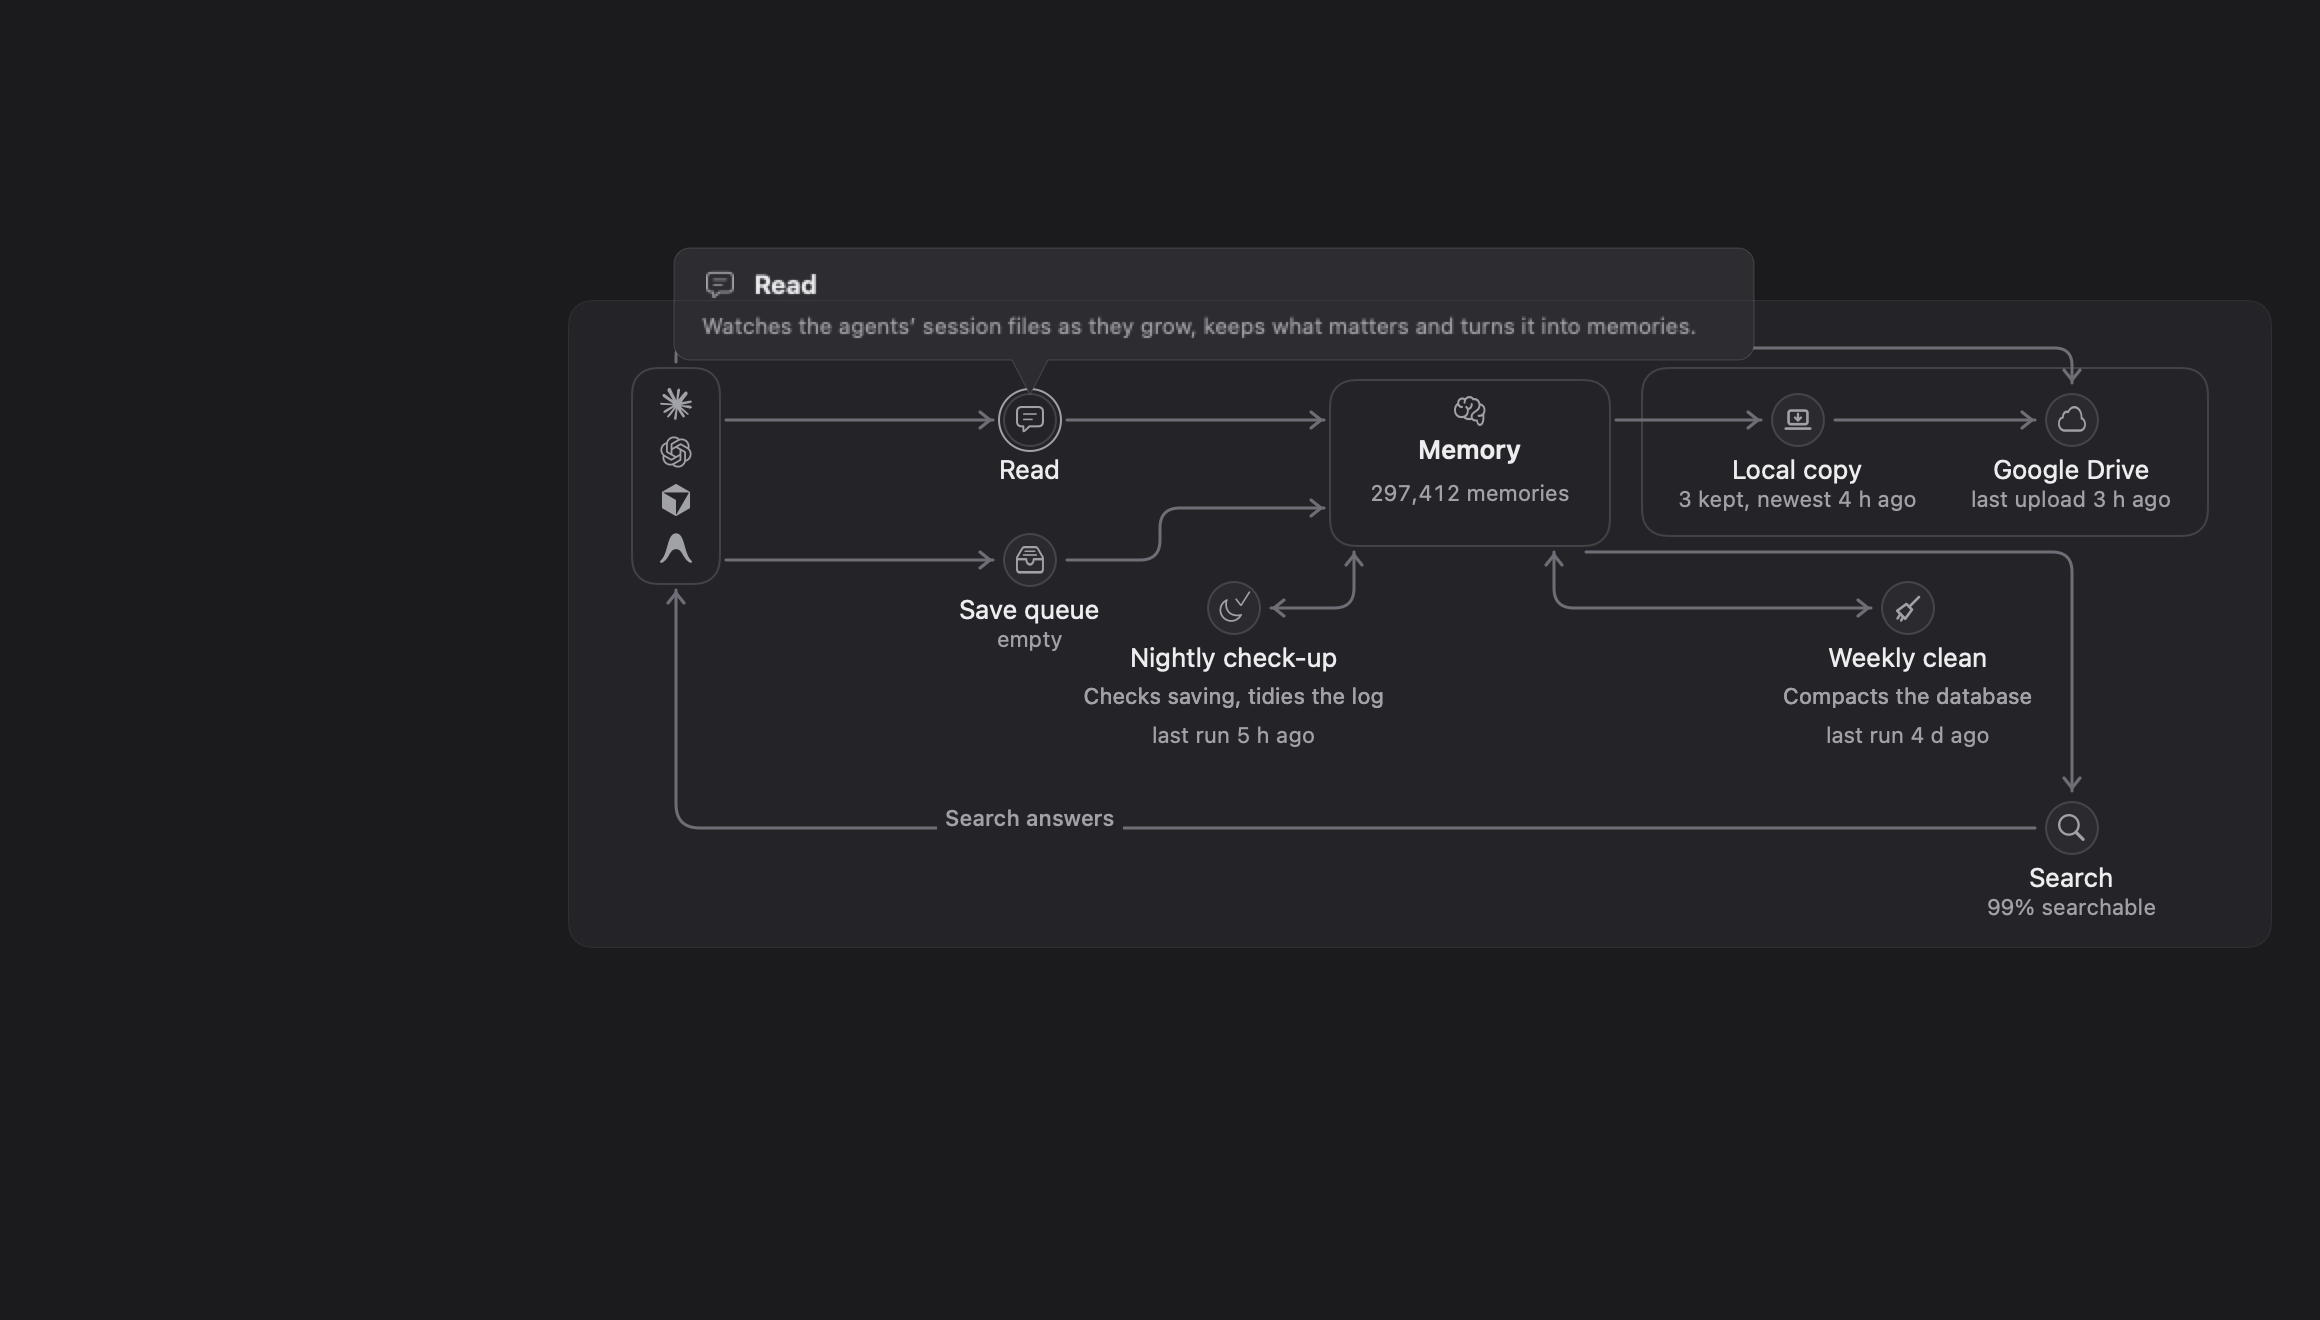 Read
Watches the agents’ session files as they grow, keeps what matters and turns it into memories.
Read
Memory
297,412 memories
Local copy
3 kept, newest 4 h ago
Google Drive
last upload 3 h ago
Save queue
empty
Nightly check-up
Checks saving, tidies the log
last run 5 h ago
Weekly clean
Compacts the database
last run 4 d ago
Search answers
Search
99% searchable